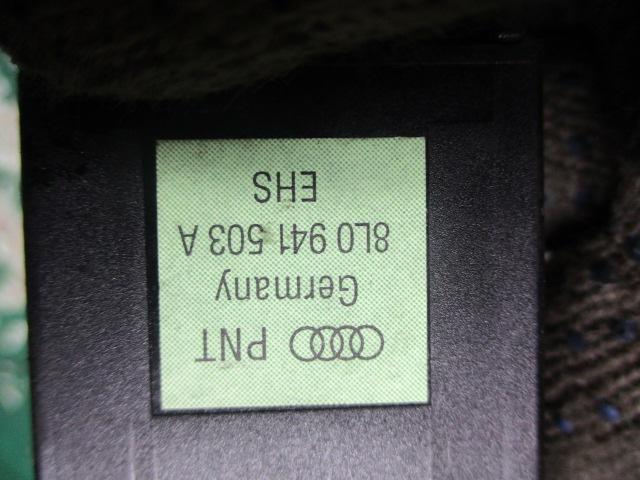 PNT
Germany
8L0 941 503 A
EHS